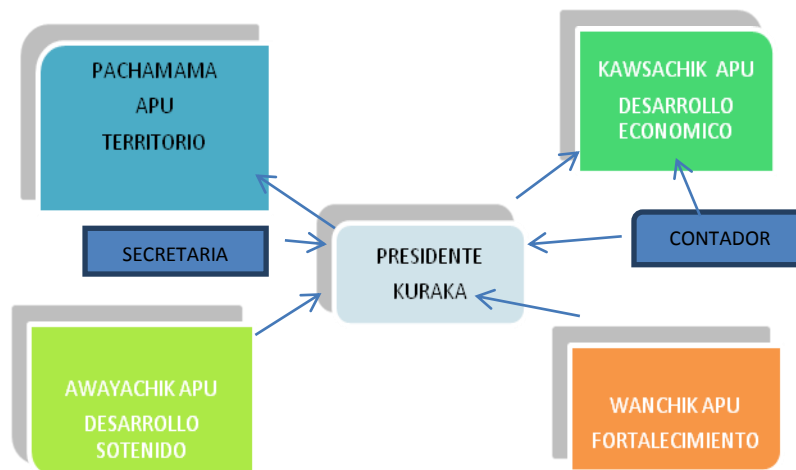 PACHAMAMA
APU
TERRITORIO
KAWSACHIK APU
DESARROLLO
ECONOMICO
SECRETARIA
PRESIDENTE
KURAKA
CONTADOR
AWAYACHIK APU
DESARROLLO
SOTENIDO
WANCHIK APU
FORTALECIMIENTO